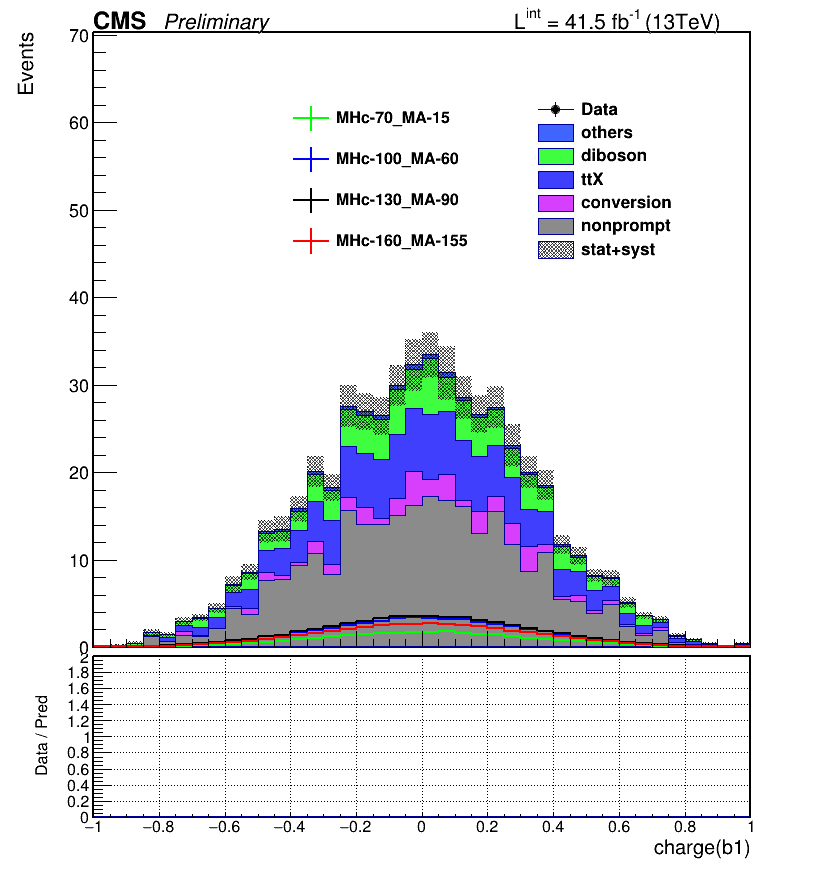 CMS Preliminary
L^int = 41.5 fb^-1 (13TeV)
Events
70
60
50
40
30
20
10
0
MHc-70_MA-15
MHc-100_MA-60
MHc-130_MA-90
MHc-160_MA-155
Data
others
diboson
ttX
conversion
nonprompt
stat+syst
Data / Pred
2
1.8
1.6
1.4
1.2
1
0.8
0.6
0.4
0.2
0
−1 −0.8 −0.6 −0.4 −0.2 0 0.2 0.4 0.6 0.8 1
charge(b1)